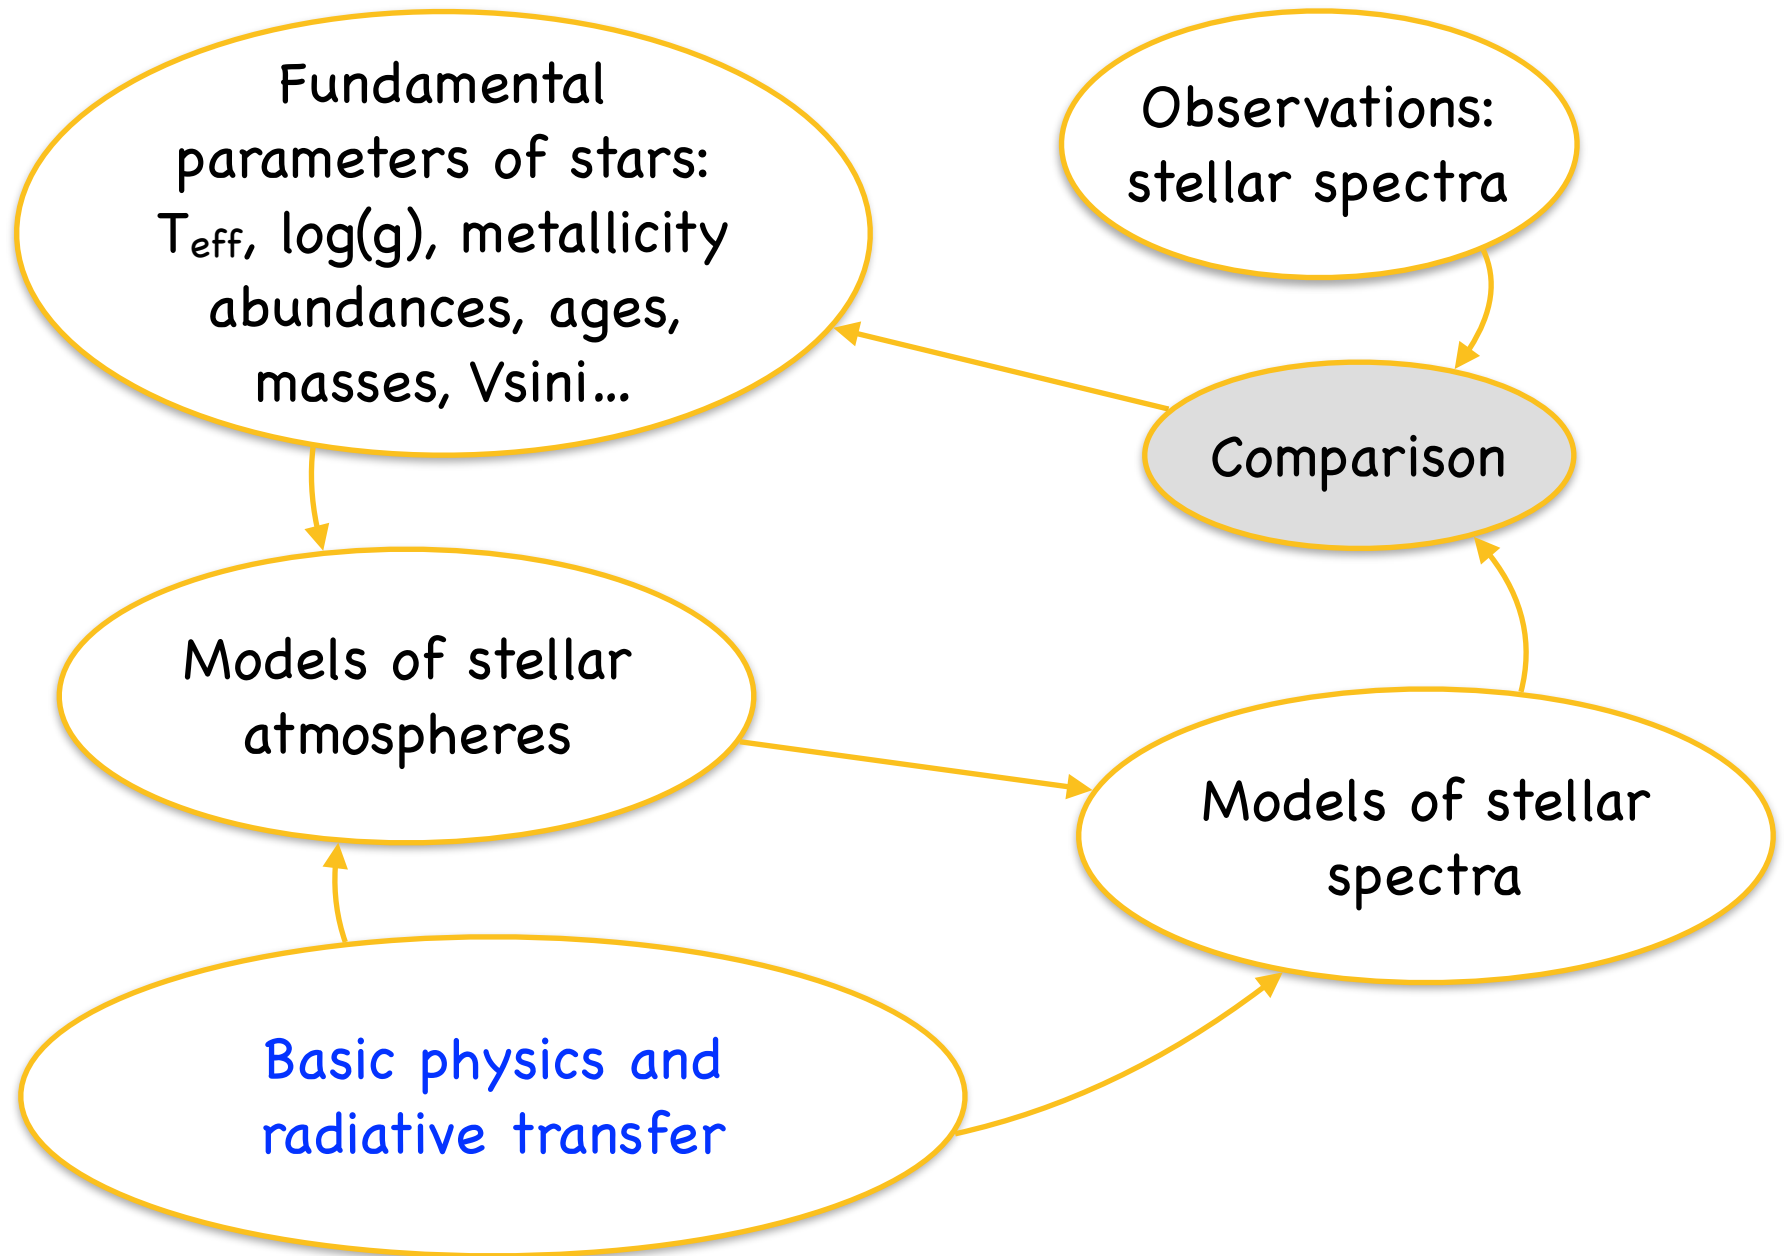 Fundamental
parameters of stars:
Teff, log(g), metallicity
abundances, ages,
masses, Vsini...
Observations:
stellar spectra
Comparison
Models of stellar
atmospheres
Models of stellar
spectra
Basic physics and
radiative transfer